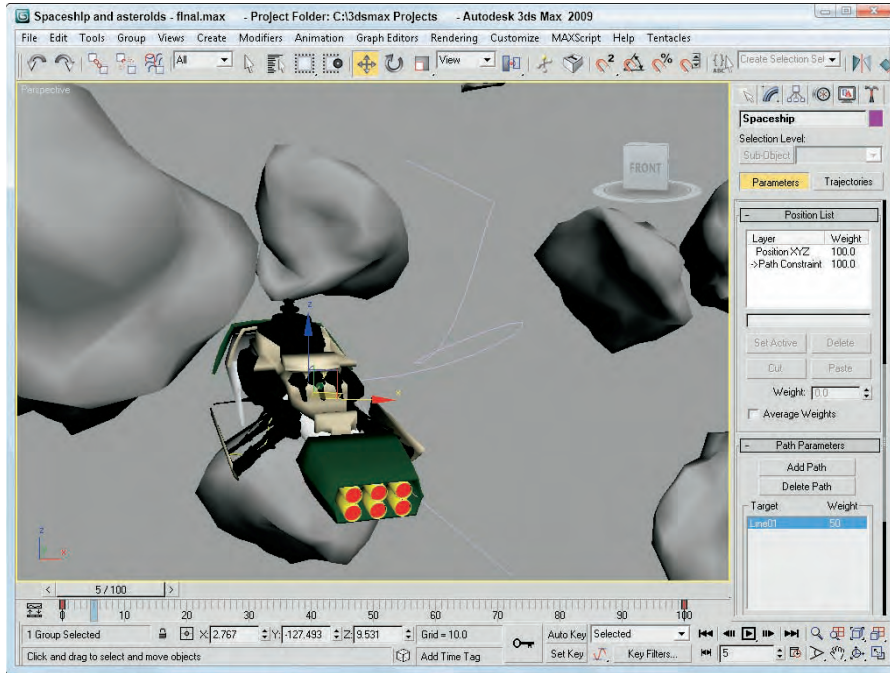 Spaceship and asteroids - final.max - Project Folder: C:\3dsmax Projects - Autodesk 3ds Max 2009
File Edit Tools Group Views Create Modifiers Animation Graph Editors Rendering Customize MAXScript Help Tentacles
All View Create Selection Set
Perspective
FRONT
z
x
z
x
Spaceship
Selection Level:
Sub-Object
Parameters Trajectories
- Position List
Layer Weight
Position XYZ 100.0
->Path Constraint 100.0
Set Active Delete
Cut Paste
Weight: 0.0
Average Weights
- Path Parameters
Add Path
Delete Path
Target Weight
Line01 50
< 5 / 100 >
0 10 20 30 40 50 60 70 80 90 100
1 Group Selected X: 2.767 Y: -127.493 Z: 9.531 Grid = 10.0 Auto Key Selected
Click and drag to select and move objects Add Time Tag Set Key Key Filters... 5